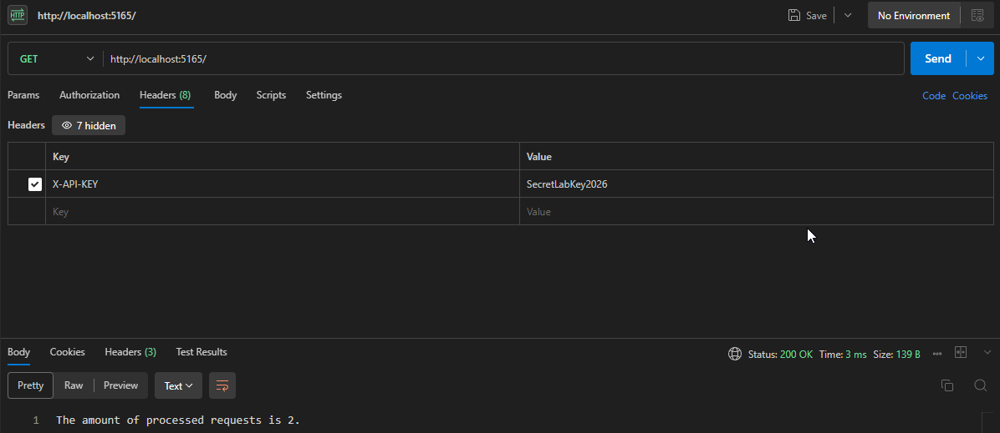 HTTP http://localhost:5165/ Save No Environment
GET http://localhost:5165/ Send
Params Authorization Headers (8) Body Scripts Settings Code Cookies
Headers 7 hidden
Key Value
X-API-KEY SecretLabKey2026
Key Value
Body Cookies Headers (3) Test Results Status: 200 OK Time: 3 ms Size: 139 B
Pretty Raw Preview Text
1 The amount of processed requests is 2.